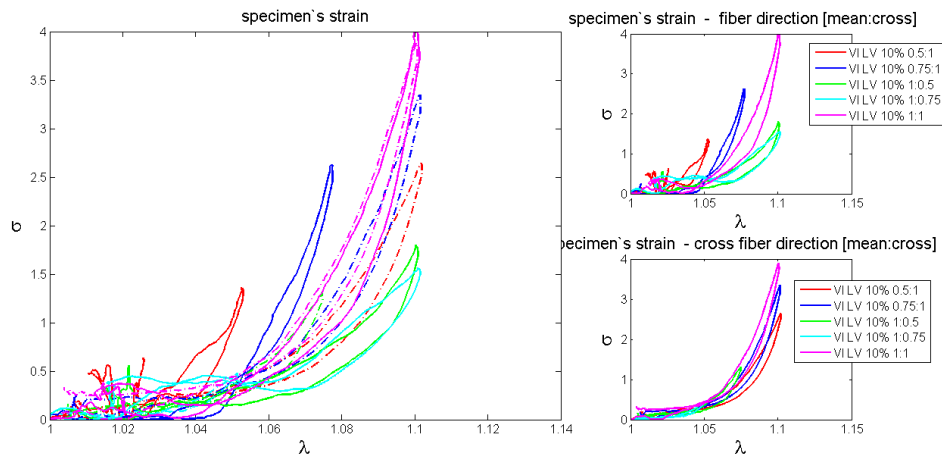 specimen`s strain
4
3.5
3
2.5
2
1.5
1
0.5
0
σ
1
1.02
1.04
1.06
1.08
1.1
1.12
1.14
λ
specimen`s strain - fiber direction [mean:cross]
4
3
2
1
0
σ
1
1.05
1.1
1.15
λ
VI LV 10% 0.5:1
VI LV 10% 0.75:1
VI LV 10% 1:0.5
VI LV 10% 1:0.75
VI LV 10% 1:1
pecimen`s strain - cross fiber direction [mean:cross]
4
3
2
1
0
σ
1
1.05
1.1
1.15
λ
VI LV 10% 0.5:1
VI LV 10% 0.75:1
VI LV 10% 1:0.5
VI LV 10% 1:0.75
VI LV 10% 1:1